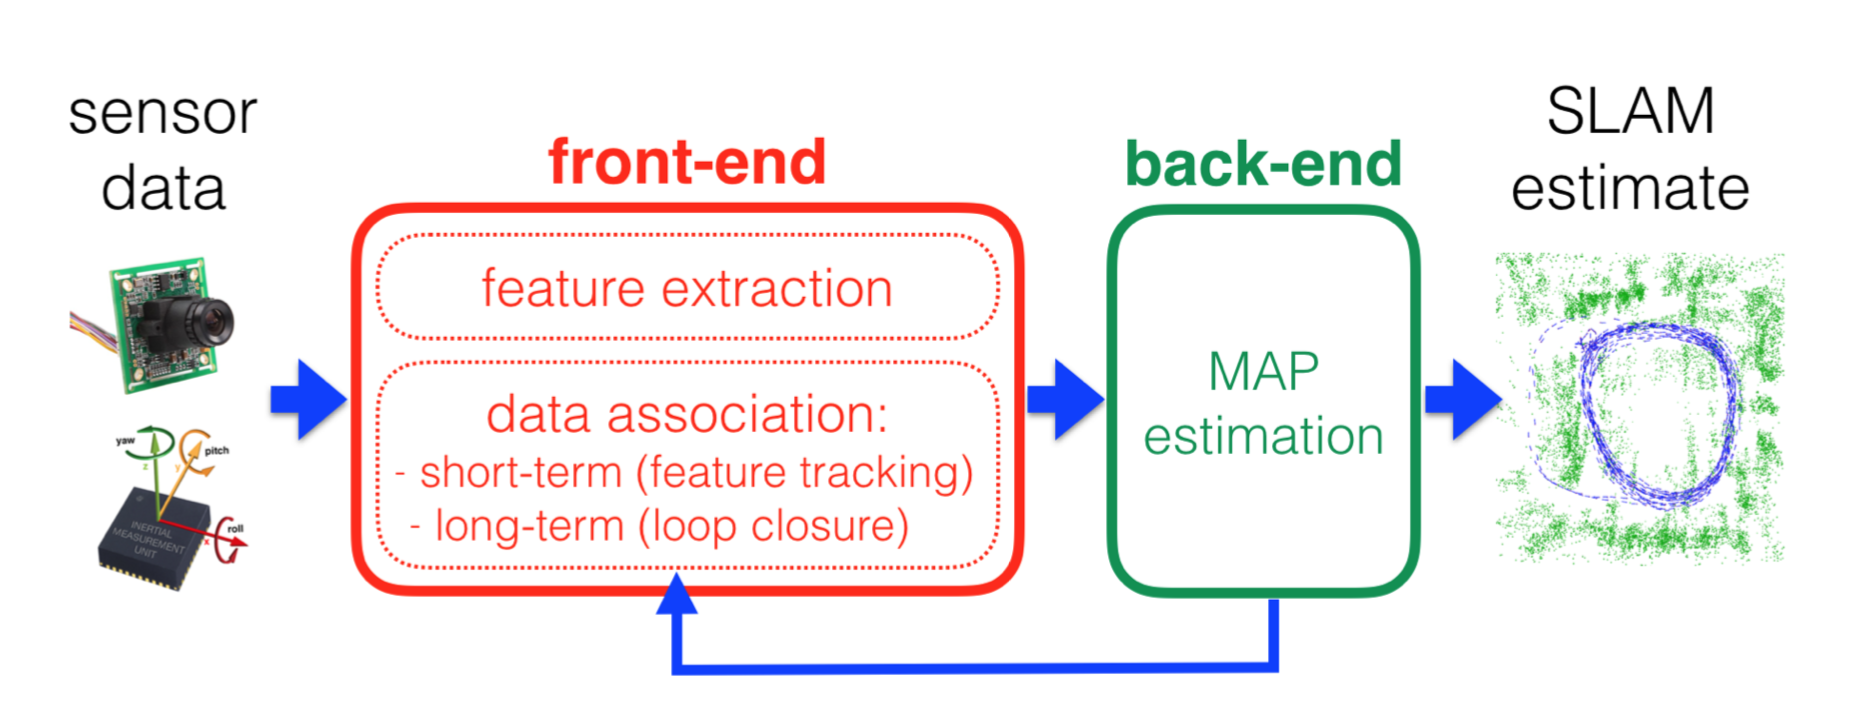 sensor
data
front-end
back-end
SLAM
estimate
feature extraction
data association:
- short-term (feature tracking)
- long-term (loop closure)
MAP
estimation
yaw
z
y
pitch
roll
x
INERTIAL
MEASUREMENT
UNIT